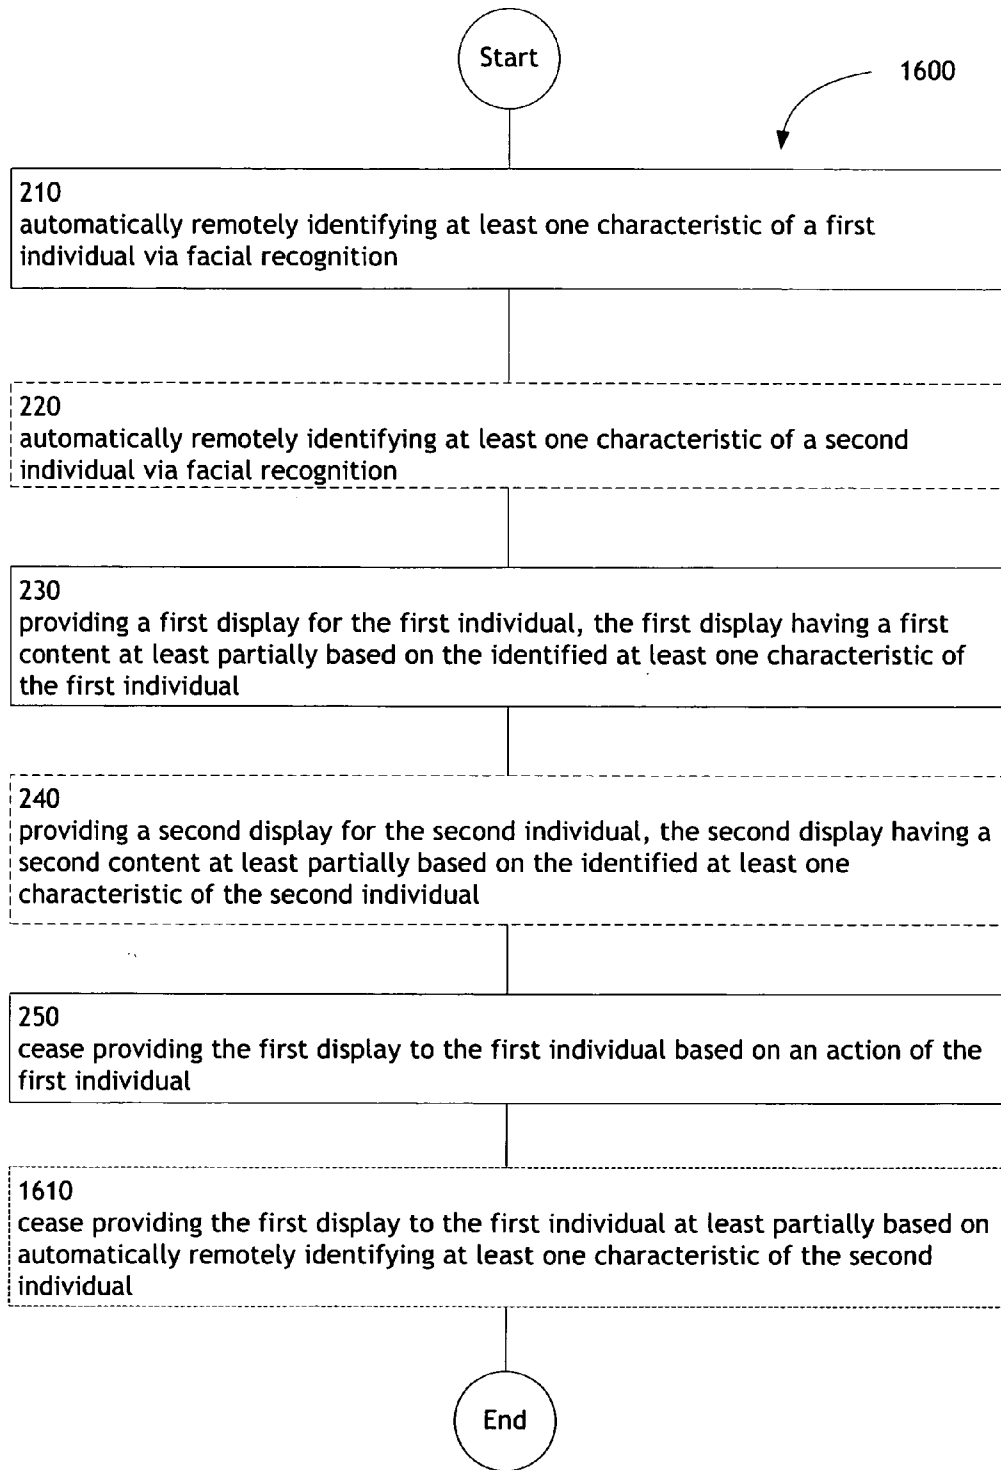 Start
1600
210
automatically remotely identifying at least one characteristic of a first
individual via facial recognition
220
automatically remotely identifying at least one characteristic of a second
individual via facial recognition
230
providing a first display for the first individual, the first display having a first
content at least partially based on the identified at least one characteristic of
the first individual
240
providing a second display for the second individual, the second display having a
second content at least partially based on the identified at least one
characteristic of the second individual
250
cease providing the first display to the first individual based on an action of the
first individual
1610
cease providing the first display to the first individual at least partially based on
automatically remotely identifying at least one characteristic of the second
individual
End